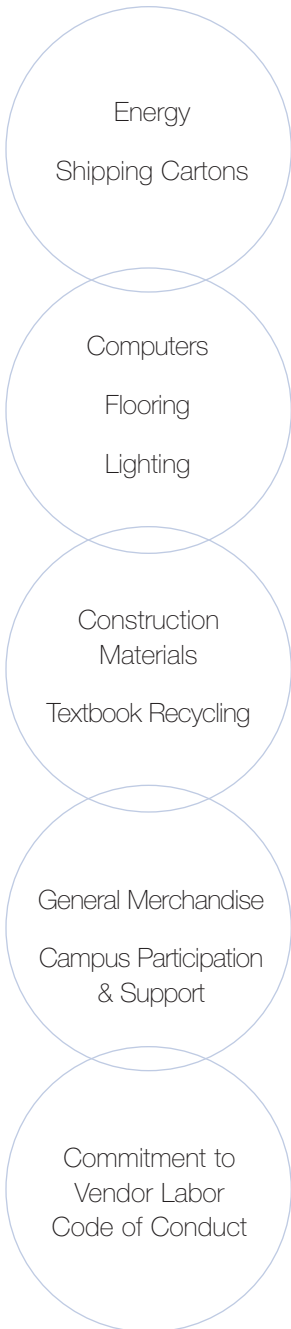 Energy
Shipping Cartons
Computers
Flooring
Lighting
Construction
Materials
Textbook Recycling
General Merchandise
Campus Participation
& Support
Commitment to
Vendor Labor
Code of Conduct